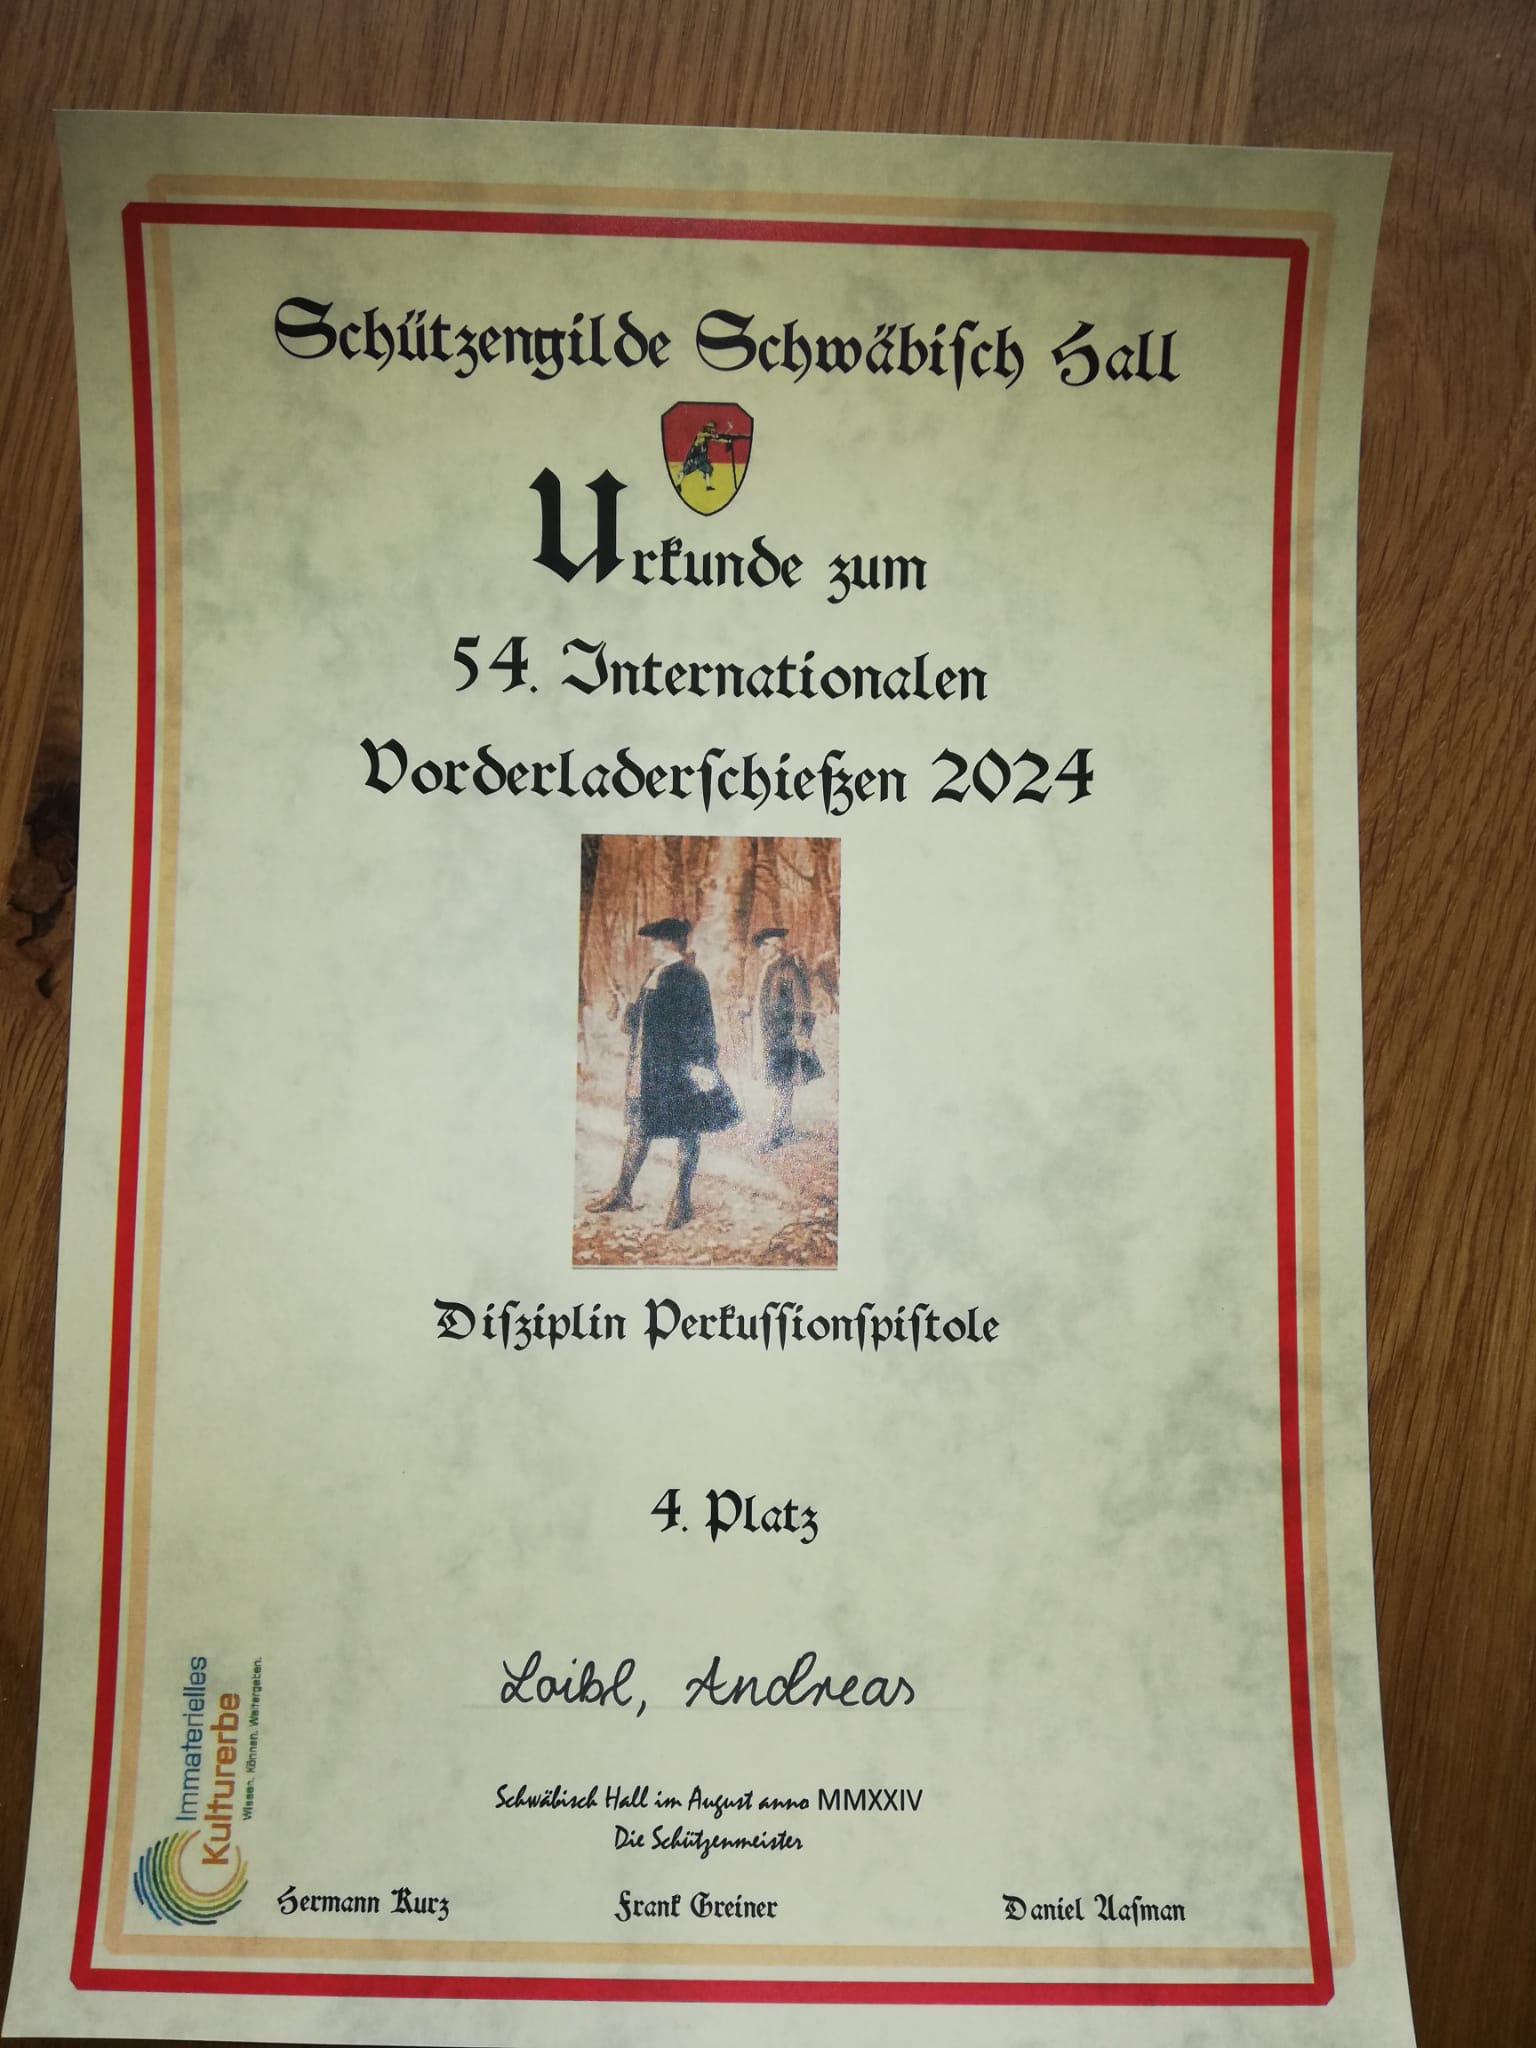 Schützengilde Schwäbiſch Hall
Urkunde zum
54. Internationalen
Vorderladerſchießen 2024
Diſziplin Perkuſſionſpiſtole
4. Platz
Loibl, Andreas
Schwäbisch Hall im August anno MMXXIV
Die Schützenmeister
Hermann Kurz
Frank Greiner
Daniel Aaſman
Immaterielles
Kulturerbe
Wissen. Können. Weitergeben.